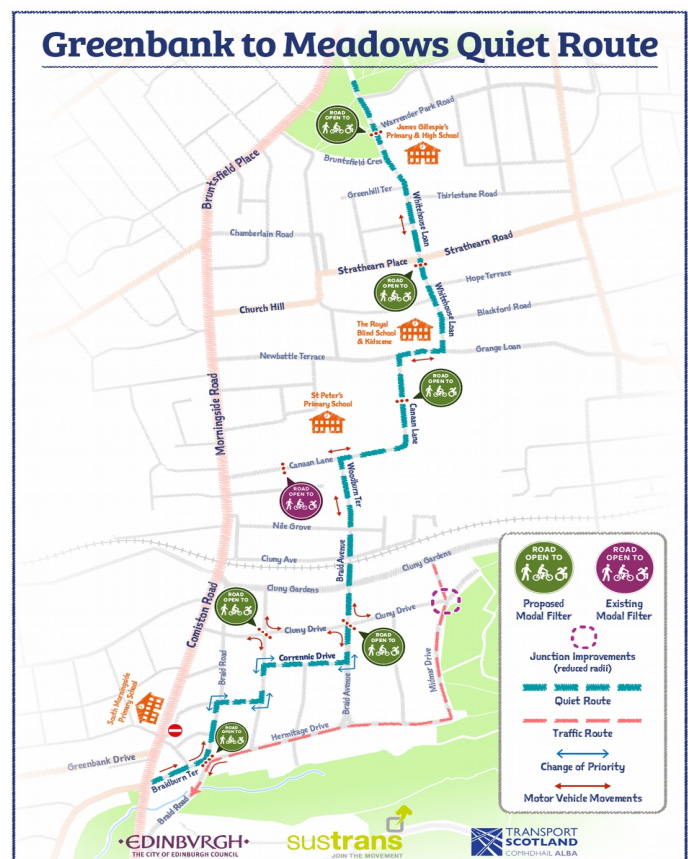 Greenbank to Meadows Quiet Route
ROAD
OPEN TO
Warrender Park Road
James Gillespie's
Primary & High School
Bruntsfield Cres
Bruntsfield Place
Greenhill Ter
Thirlestane Road
Whitehouse Loan
Chamberlain Road
Strathearn Road
Strathearn Place
ROAD
OPEN TO
Hope Terrace
Whitehouse Loan
Church Hill
Blackford Road
The Royal
Blind School
& Kidscene
Newbattle Terrace
Grange Loan
ROAD
OPEN TO
Morningside Road
St Peter's
Primary School
Canaan Lane
Canaan Lane
Woodburn Ter
ROAD
OPEN TO
Nile Grove
Cluny Ave
Braid Avenue
Cluny Gardens
Cluny Gardens
ROAD
OPEN TO
Comiston Road
Cluny Drive
Cluny Drive
ROAD
OPEN TO
Corrennie Drive
Braid Road
Braid Avenue
Midmar Drive
South Morningside
Primary School
Hermitage Drive
ROAD
OPEN TO
Greenbank Drive
Braidburn Ter
Braid Road
ROAD
OPEN TO
ROAD
OPEN TO
Proposed
Modal Filter
Existing
Modal Filter
Junction Improvements
(reduced radii)
Quiet Route
Traffic Route
Change of Priority
Motor Vehicle Movements
•EDINBVRGH•
THE CITY OF EDINBURGH COUNCIL
sustrans
JOIN THE MOVEMENT
TRANSPORT
SCOTLAND
CÒMHDHAIL ALBA